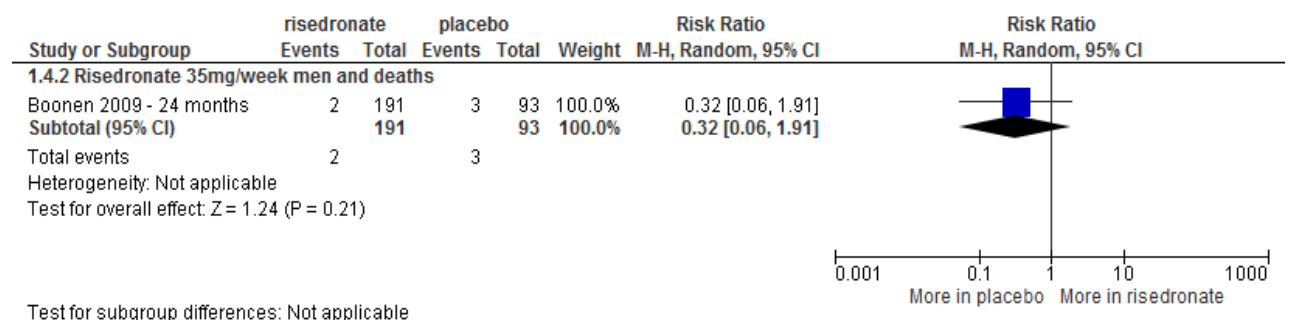 risedronate placebo Risk Ratio Risk Ratio
Study or Subgroup Events Total Events Total Weight M-H, Random, 95% CI M-H, Random, 95% CI
1.4.2 Risedronate 35mg/week men and deaths
Boonen 2009 - 24 months 2 191 3 93 100.0% 0.32 [0.06, 1.91]
Subtotal (95% CI) 191 93 100.0% 0.32 [0.06, 1.91]
Total events 2 3
Heterogeneity: Not applicable
Test for overall effect: Z = 1.24 (P = 0.21)
0.001 0.1 1 10 1000
More in placebo More in risedronate
Test for subgroup differences: Not applicable